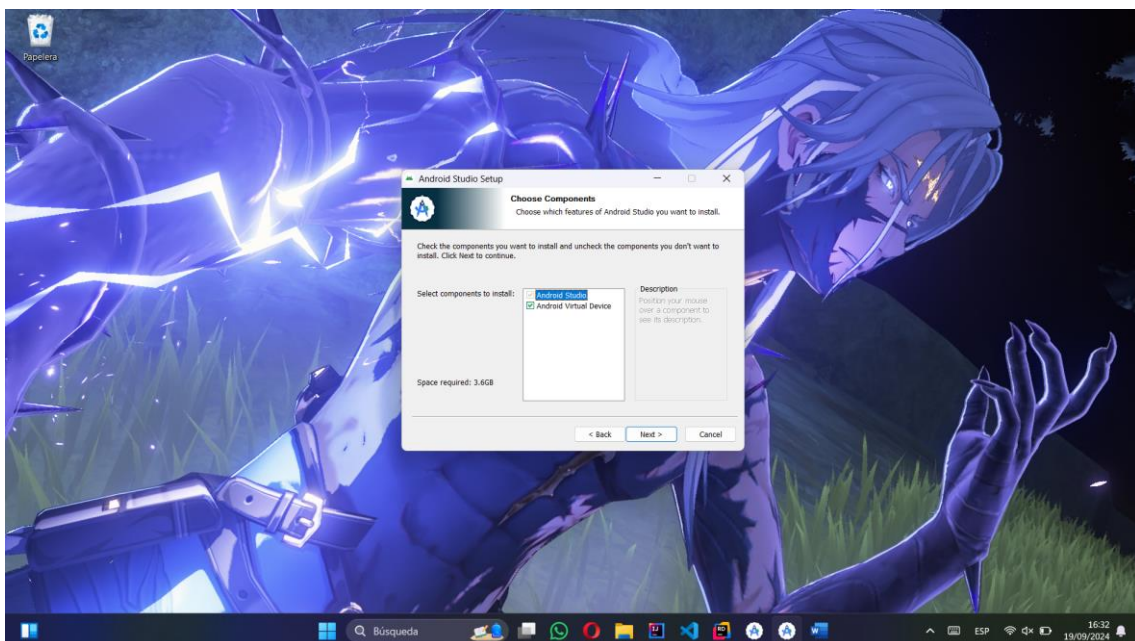 Papelera
Android Studio Setup
Choose Components
Choose which features of Android Studio you want to install.
Check the components you want to install and uncheck the components you don't want to
install. Click Next to continue.
Select components to install:
Android Studio
Android Virtual Device
Description
Position your mouse
over a component to
see its description.
Space required: 3.6GB
< Back
Next >
Cancel
Búsqueda
IJ
RD
W
ESP
16:32
19/09/2024